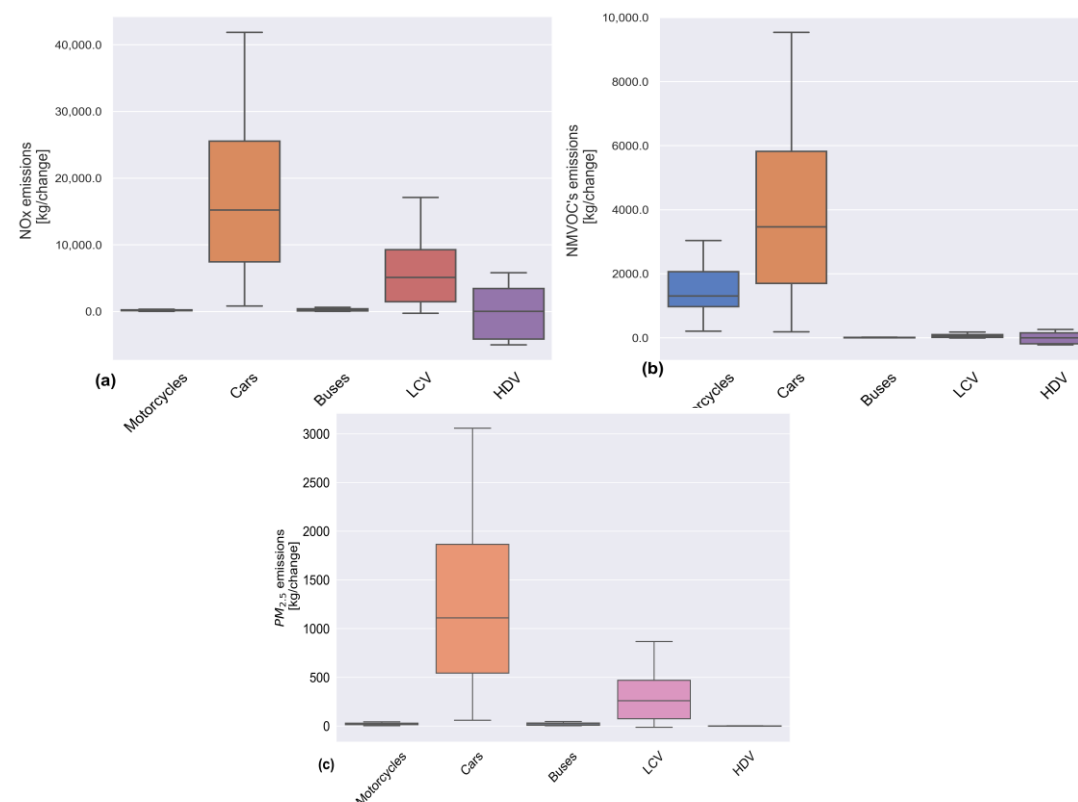 40,000.0
30,000.0
20,000.0
10,000.0
0.0
NOx emissions
[kg/change]
(a)
Motorcycles
Cars
Buses
LCV
HDV
10,000.0
8000.0
6000.0
4000.0
2000.0
0.0
NMVOC's emissions
[kg/change]
(b)
rcycles
Cars
Buses
LCV
HDV
3000
2500
2000
1500
1000
500
0
PM2.5 emissions
[kg/change]
(c)
Motorcycles
Cars
Buses
LCV
HDV